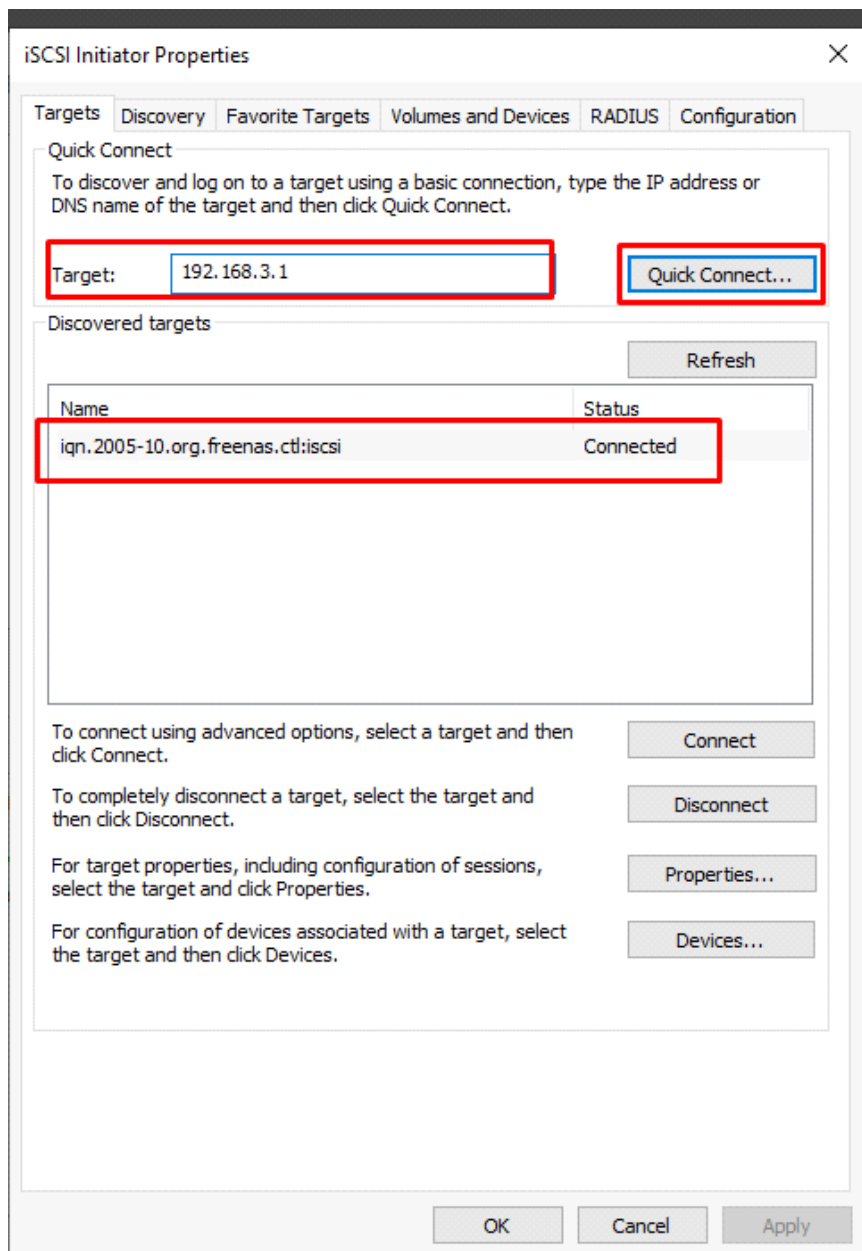 iSCSI Initiator Properties
Targets Discovery Favorite Targets Volumes and Devices RADIUS Configuration
Quick Connect
To discover and log on to a target using a basic connection, type the IP address or
DNS name of the target and then click Quick Connect.
Target: 192.168.3.1 Quick Connect...
Discovered targets
Refresh
Name Status
iqn.2005-10.org.freenas.ctl:iscsi Connected
To connect using advanced options, select a target and then
click Connect.
Connect
To completely disconnect a target, select the target and
then click Disconnect.
Disconnect
For target properties, including configuration of sessions,
select the target and click Properties.
Properties...
For configuration of devices associated with a target, select
the target and then click Devices.
Devices...
OK Cancel Apply